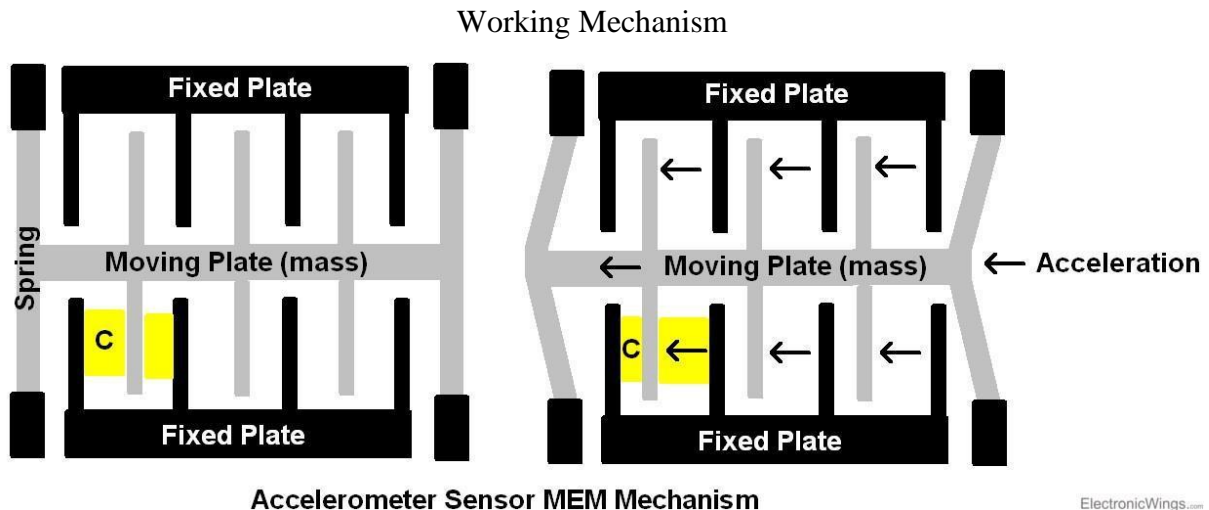 Working Mechanism
Fixed Plate
Spring
Moving Plate (mass)
C
Fixed Plate
Fixed Plate
Moving Plate (mass)
Acceleration
C
Fixed Plate
Accelerometer Sensor MEM Mechanism
ElectronicWings.com